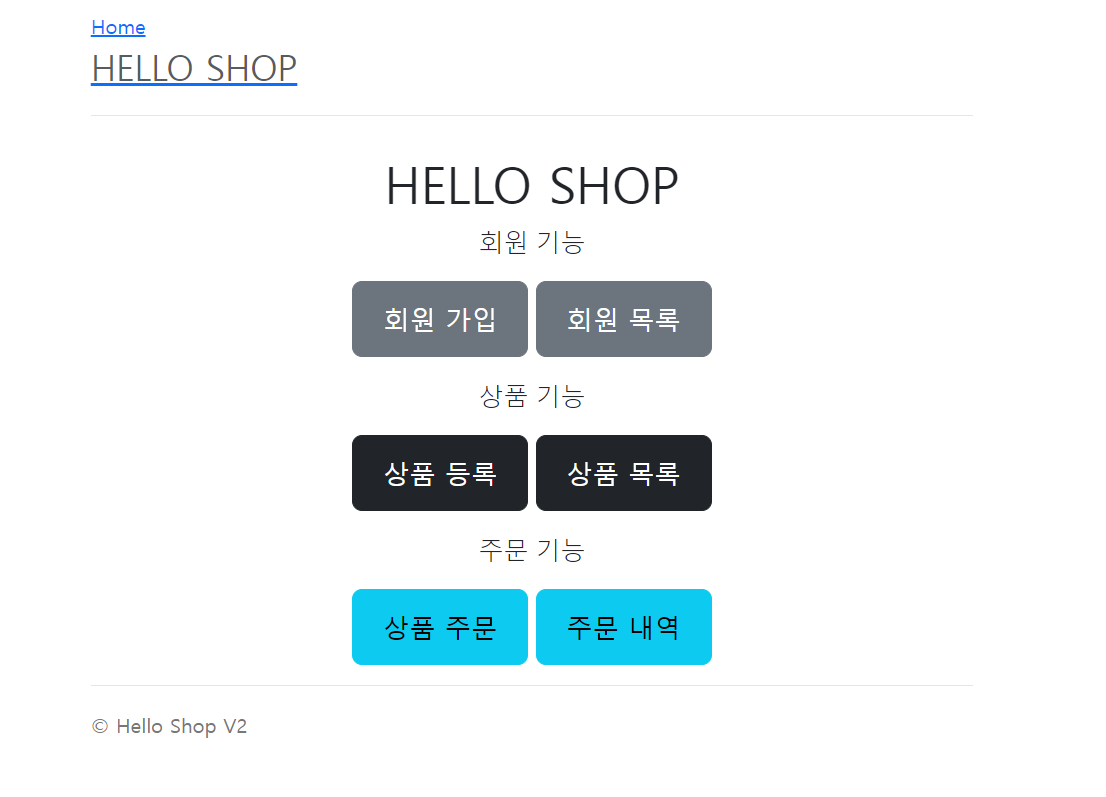 Home
HELLO SHOP
HELLO SHOP
회원 기능
회원 가입 회원 목록
상품 기능
상품 등록 상품 목록
주문 기능
상품 주문 주문 내역
© Hello Shop V2